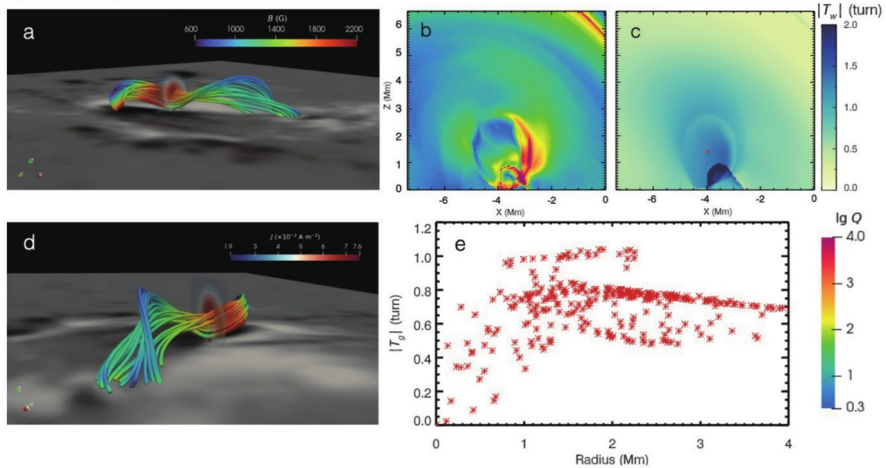 a
B (G)
600 1000 1400 1800 2200
b
Z (Mm)
6
5
4
3
2
1
0
-6 -4 -2 0
X (Mm)
c
-6 -4 -2 0
X (Mm)
|T_w| (turn)
2.0
1.5
1.0
0.5
0.0
d
J (×10⁻² A m⁻²)
1.9 3 4 5 6 7.6
e
|T_g| (turn)
1.2
1.0
0.8
0.6
0.4
0.2
0.0
0 1 2 3 4
Radius (Mm)
lg Q
4.0
3
2
1
0.3